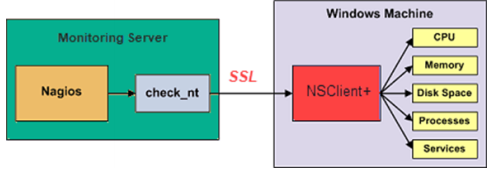 Monitoring Server
Nagios
check_nt
SSL
Windows Machine
NSClient+
CPU
Memory
Disk Space
Processes
Services